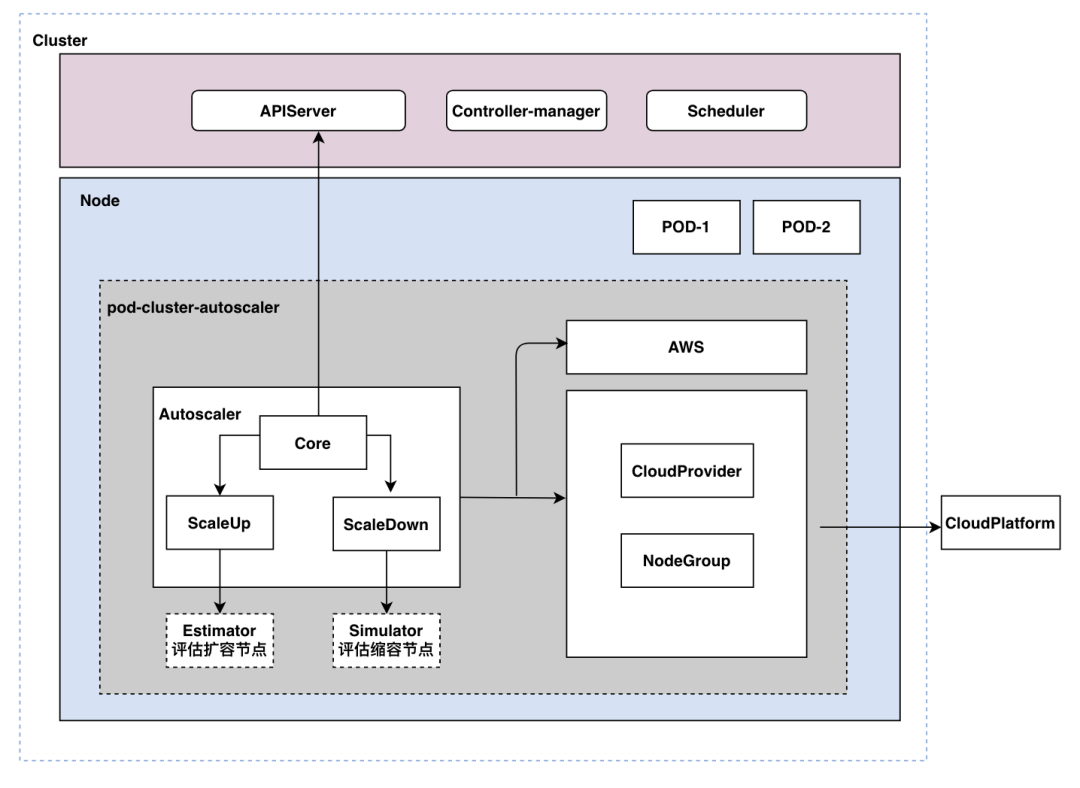 Cluster
APIServer
Controller-manager
Scheduler
Node
POD-1
POD-2
pod-cluster-autoscaler
AWS
Autoscaler
Core
CloudProvider
ScaleUp
ScaleDown
CloudPlatform
NodeGroup
Estimator
评估扩容节点
Simulator
评估缩容节点